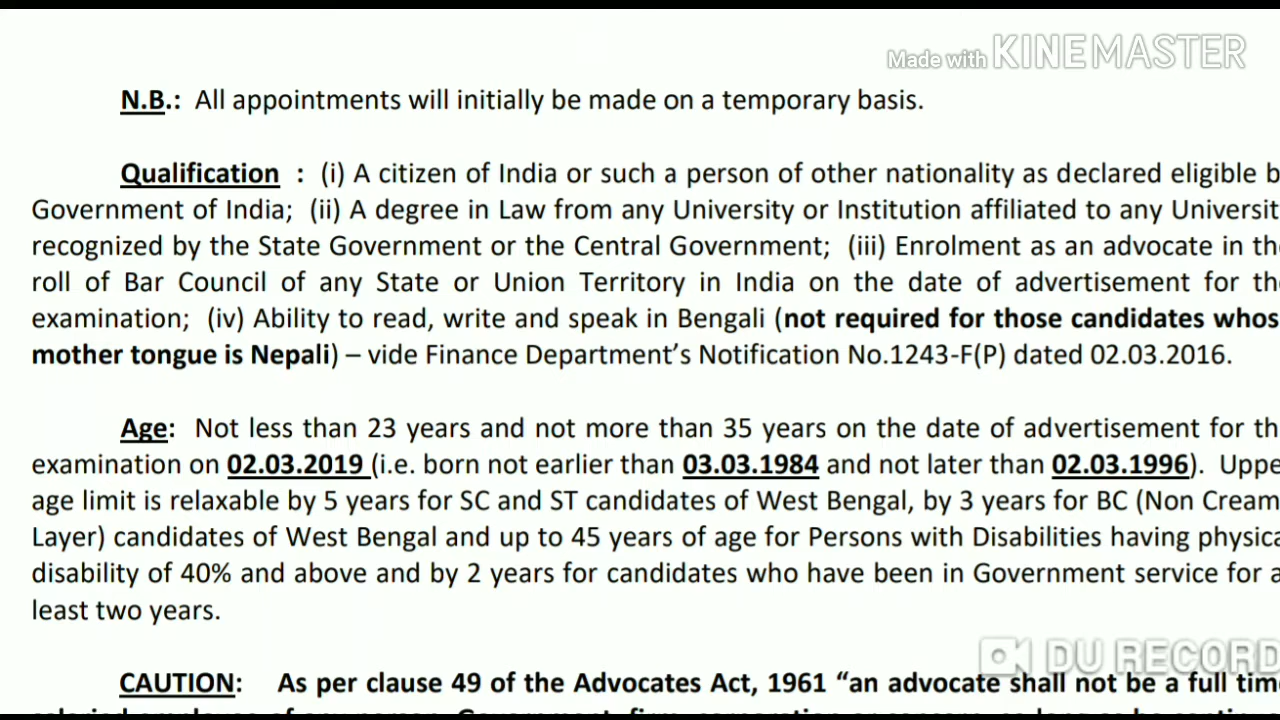 Made with KINEMASTER
N.B.: All appointments will initially be made on a temporary basis.
Qualification : (i) A citizen of India or such a person of other nationality as declared eligible b
Government of India; (ii) A degree in Law from any University or Institution affiliated to any Universit
recognized by the State Government or the Central Government; (iii) Enrolment as an advocate in the
roll of Bar Council of any State or Union Territory in India on the date of advertisement for the
examination; (iv) Ability to read, write and speak in Bengali (not required for those candidates whos
mother tongue is Nepali) – vide Finance Department’s Notification No.1243-F(P) dated 02.03.2016.
Age: Not less than 23 years and not more than 35 years on the date of advertisement for th
examination on 02.03.2019 (i.e. born not earlier than 03.03.1984 and not later than 02.03.1996). Uppe
age limit is relaxable by 5 years for SC and ST candidates of West Bengal, by 3 years for BC (Non Cream
Layer) candidates of West Bengal and up to 45 years of age for Persons with Disabilities having physica
disability of 40% and above and by 2 years for candidates who have been in Government service for a
least two years.
DU RECORD
CAUTION: As per clause 49 of the Advocates Act, 1961 “an advocate shall not be a full time